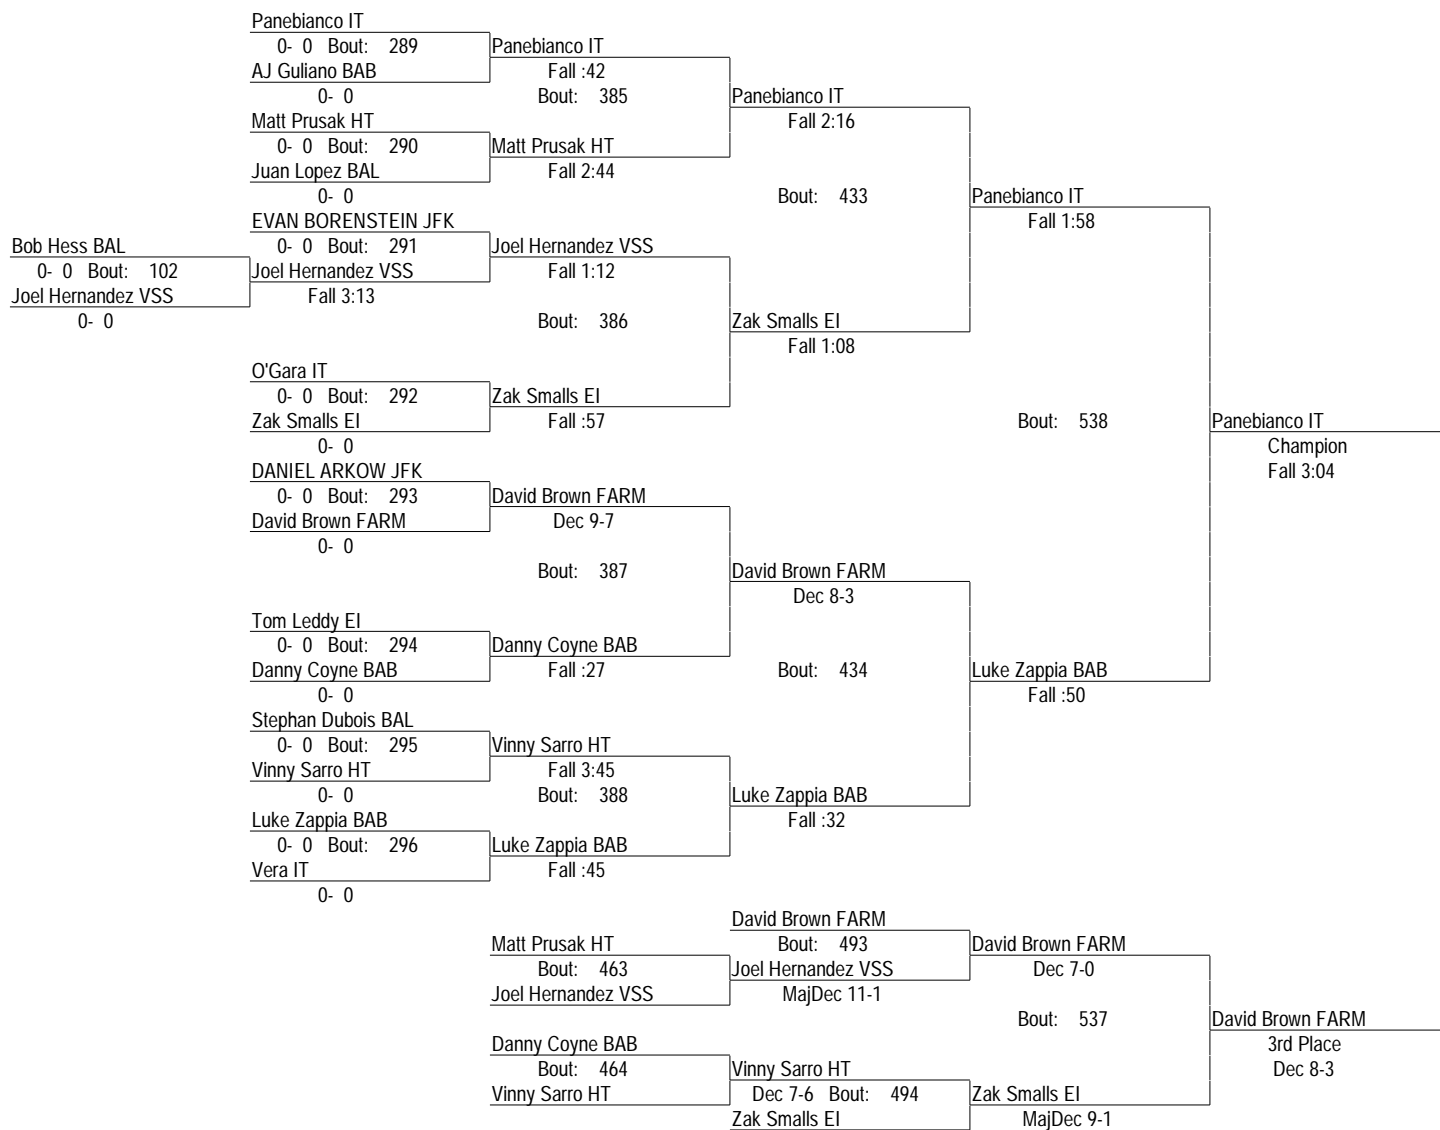 Panebianco IT
0- 0 Bout: 289 Panebianco IT
AJ Guliano BAB Fall :42
0- 0 Bout: 385 Panebianco IT
Matt Prusak HT Fall 2:16
0- 0 Bout: 290 Matt Prusak HT
Juan Lopez BAL Fall 2:44
0- 0 Bout: 433 Panebianco IT
EVAN BORENSTEIN JFK Fall 1:58
Bob Hess BAL 0- 0 Bout: 291 Joel Hernandez VSS
0- 0 Bout: 102 Joel Hernandez VSS Fall 1:12
Joel Hernandez VSS Fall 3:13
0- 0 Bout: 386 Zak Smalls EI
Fall 1:08
O'Gara IT
0- 0 Bout: 292 Zak Smalls EI
Zak Smalls EI Fall :57 Bout: 538 Panebianco IT
0- 0 Champion
DANIEL ARKOW JFK Fall 3:04
0- 0 Bout: 293 David Brown FARM
David Brown FARM Dec 9-7
0- 0
Bout: 387 David Brown FARM
Dec 8-3
Tom Leddy EI
0- 0 Bout: 294 Danny Coyne BAB
Danny Coyne BAB Fall :27 Bout: 434 Luke Zappia BAB
0- 0 Fall :50
Stephan Dubois BAL
0- 0 Bout: 295 Vinny Sarro HT
Vinny Sarro HT Fall 3:45
0- 0 Bout: 388 Luke Zappia BAB
Luke Zappia BAB Fall :32
0- 0 Bout: 296 Luke Zappia BAB
Vera IT Fall :45
0- 0
David Brown FARM
Matt Prusak HT Bout: 493 David Brown FARM
Bout: 463 Joel Hernandez VSS Dec 7-0
Joel Hernandez VSS MajDec 11-1
Bout: 537 David Brown FARM
Danny Coyne BAB 3rd Place
Bout: 464 Vinny Sarro HT Dec 8-3
Vinny Sarro HT Dec 7-6 Bout: 494 Zak Smalls EI
Zak Smalls EI MajDec 9-1